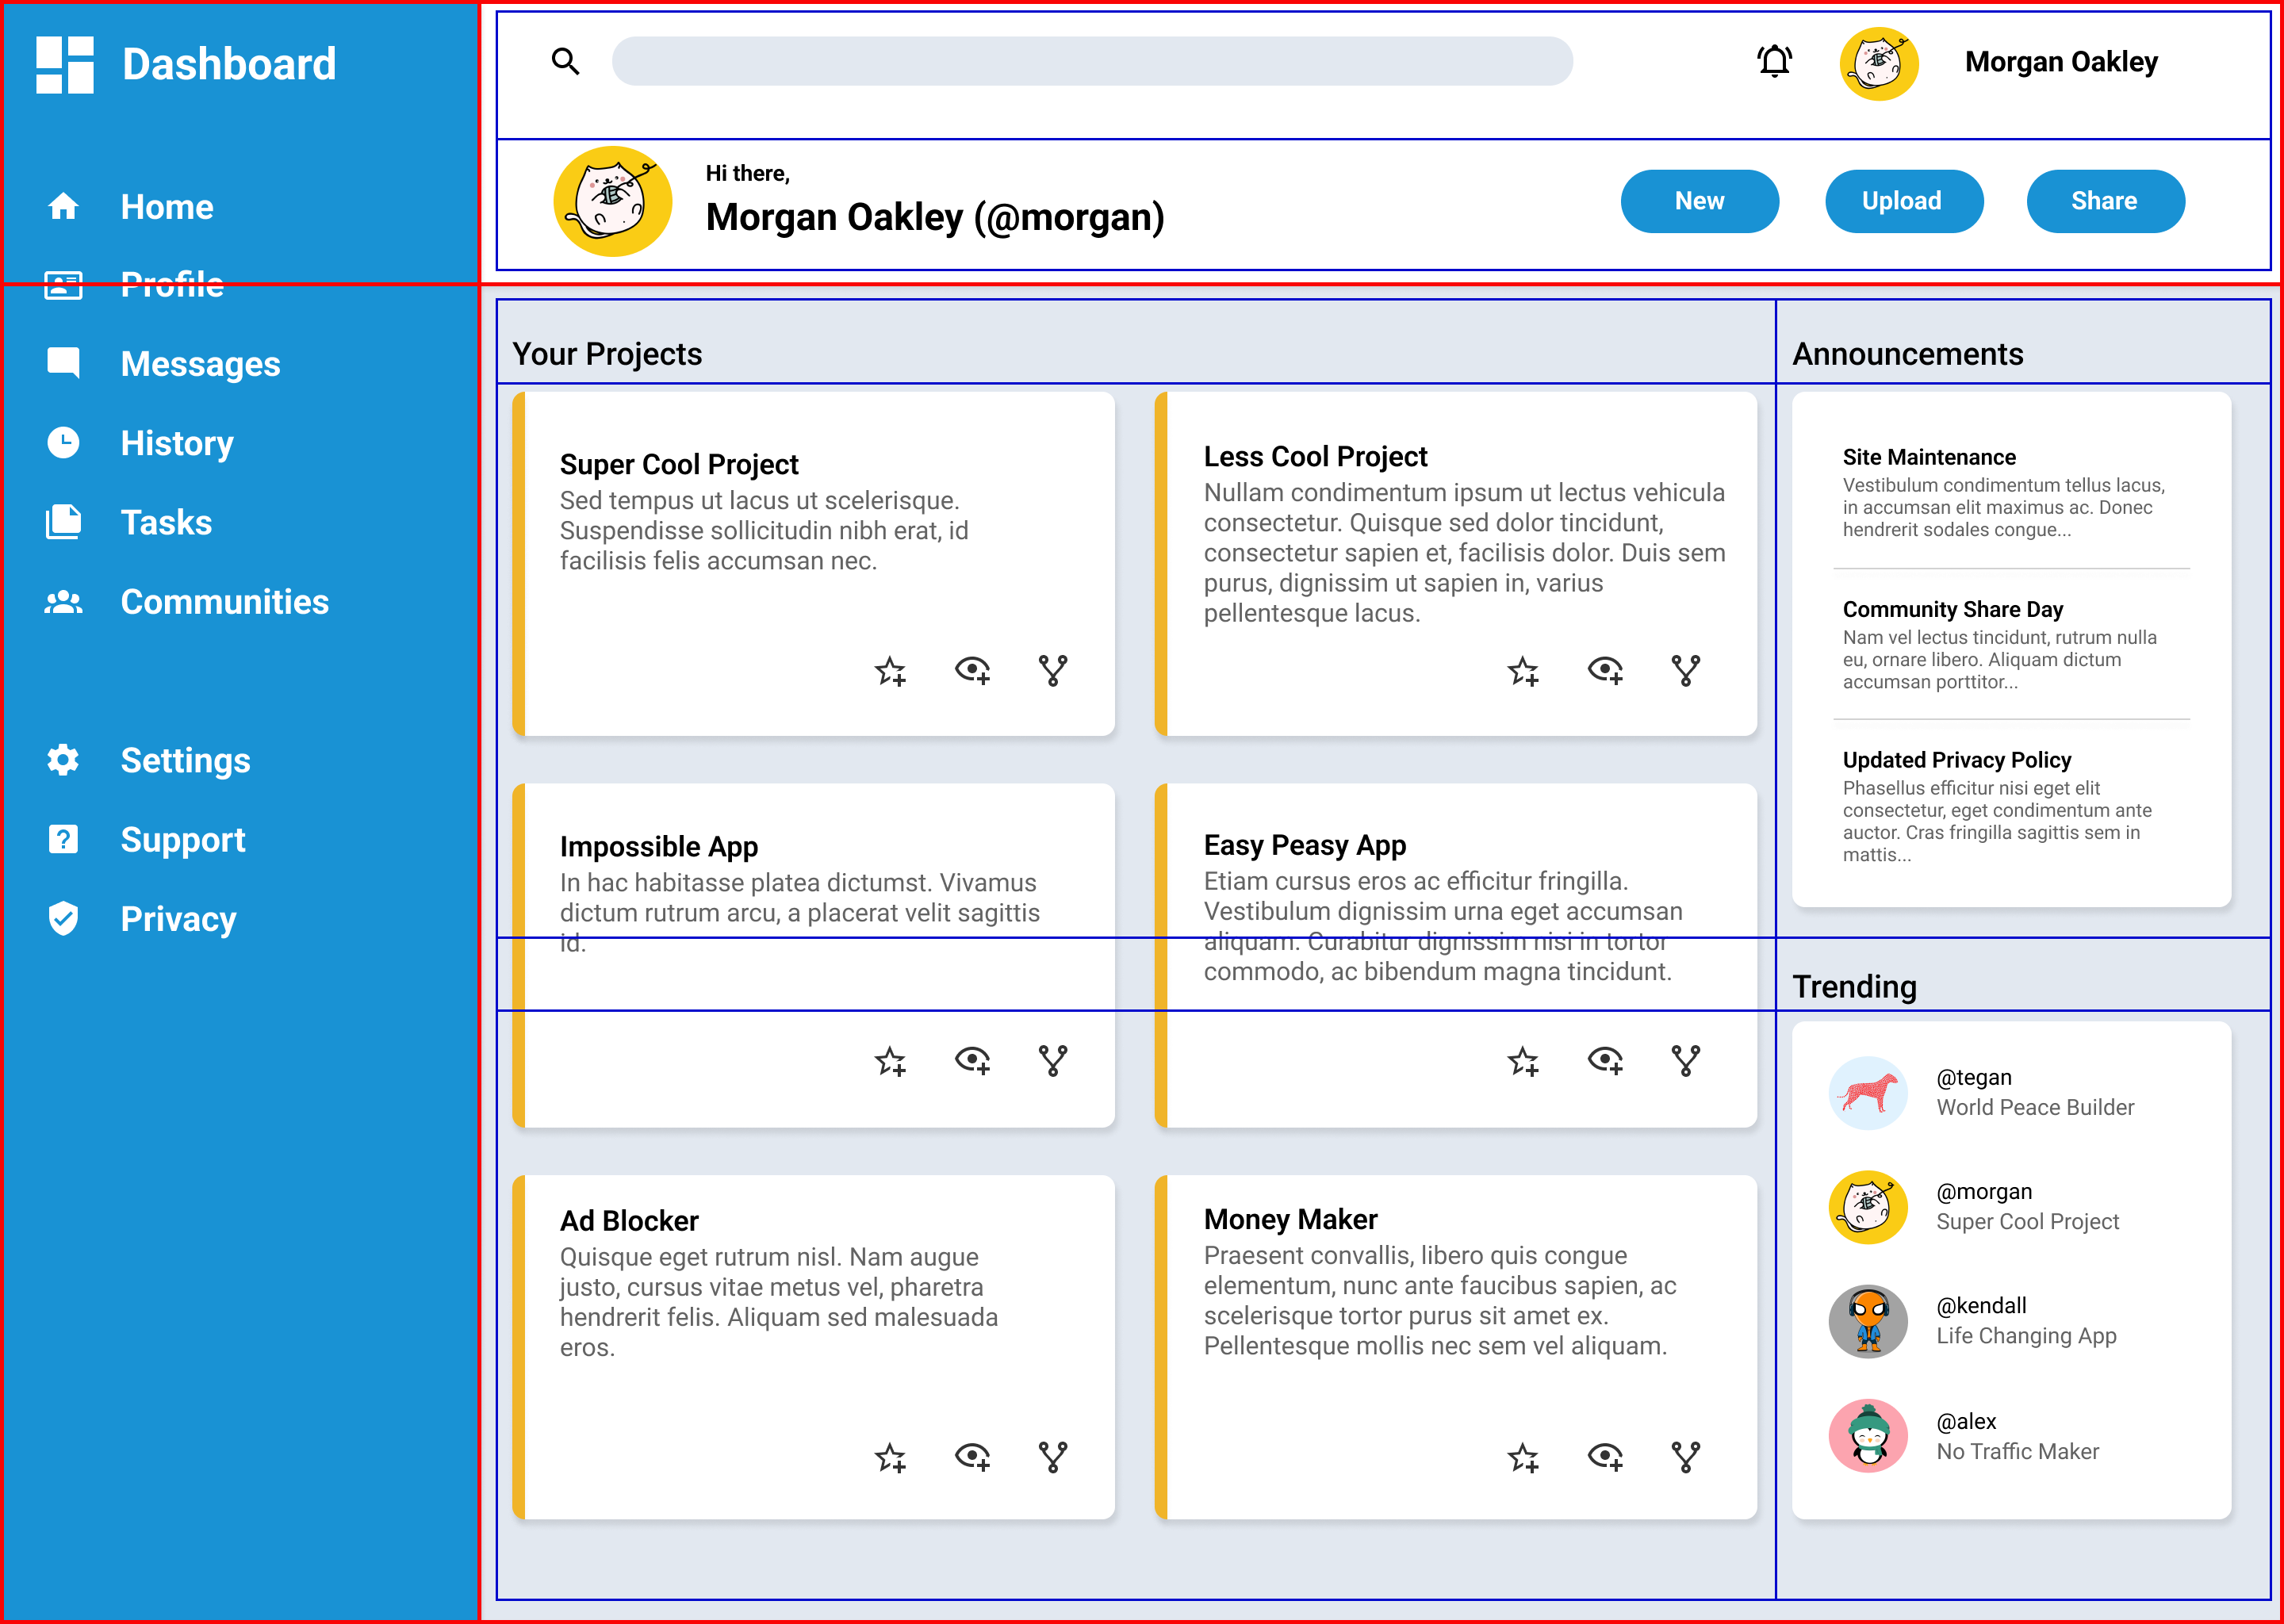 Dashboard
Home
Profile
Messages
History
Tasks
Communities
Settings
Support
Privacy
Morgan Oakley
Hi there,
Morgan Oakley (@morgan)
New
Upload
Share
Your Projects
Super Cool Project
Sed tempus ut lacus ut scelerisque.
Suspendisse sollicitudin nibh erat, id
facilisis felis accumsan nec.
Less Cool Project
Nullam condimentum ipsum ut lectus vehicula
consectetur. Quisque sed dolor tincidunt,
consectetur sapien et, facilisis dolor. Duis sem
purus, dignissim ut sapien in, varius
pellentesque lacus.
Impossible App
In hac habitasse platea dictumst. Vivamus
dictum rutrum arcu, a placerat velit sagittis
id.
Easy Peasy App
Etiam cursus eros ac efficitur fringilla.
Vestibulum dignissim urna eget accumsan
aliquam. Curabitur dignissim nisi in tortor
commodo, ac bibendum magna tincidunt.
Ad Blocker
Quisque eget rutrum nisl. Nam augue
justo, cursus vitae metus vel, pharetra
hendrerit felis. Aliquam sed malesuada
eros.
Money Maker
Praesent convallis, libero quis congue
elementum, nunc ante faucibus sapien, ac
scelerisque tortor purus sit amet ex.
Pellentesque mollis nec sem vel aliquam.
Announcements
Site Maintenance
Vestibulum condimentum tellus lacus,
in accumsan elit maximus ac. Donec
hendrerit sodales congue...
Community Share Day
Nam vel lectus tincidunt, rutrum nulla
eu, ornare libero. Aliquam dictum
accumsan porttitor...
Updated Privacy Policy
Phasellus efficitur nisi eget elit
consectetur, eget condimentum ante
auctor. Cras fringilla sagittis sem in
mattis...
Trending
@tegan
World Peace Builder
@morgan
Super Cool Project
@kendall
Life Changing App
@alex
No Traffic Maker